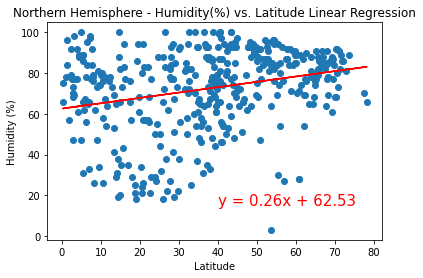 Northern Hemisphere - Humidity(%) vs. Latitude Linear Regression
100
80
60
40
20
0
Humidity (%)
y = 0.26x + 62.53
0 10 20 30 40 50 60 70 80
Latitude